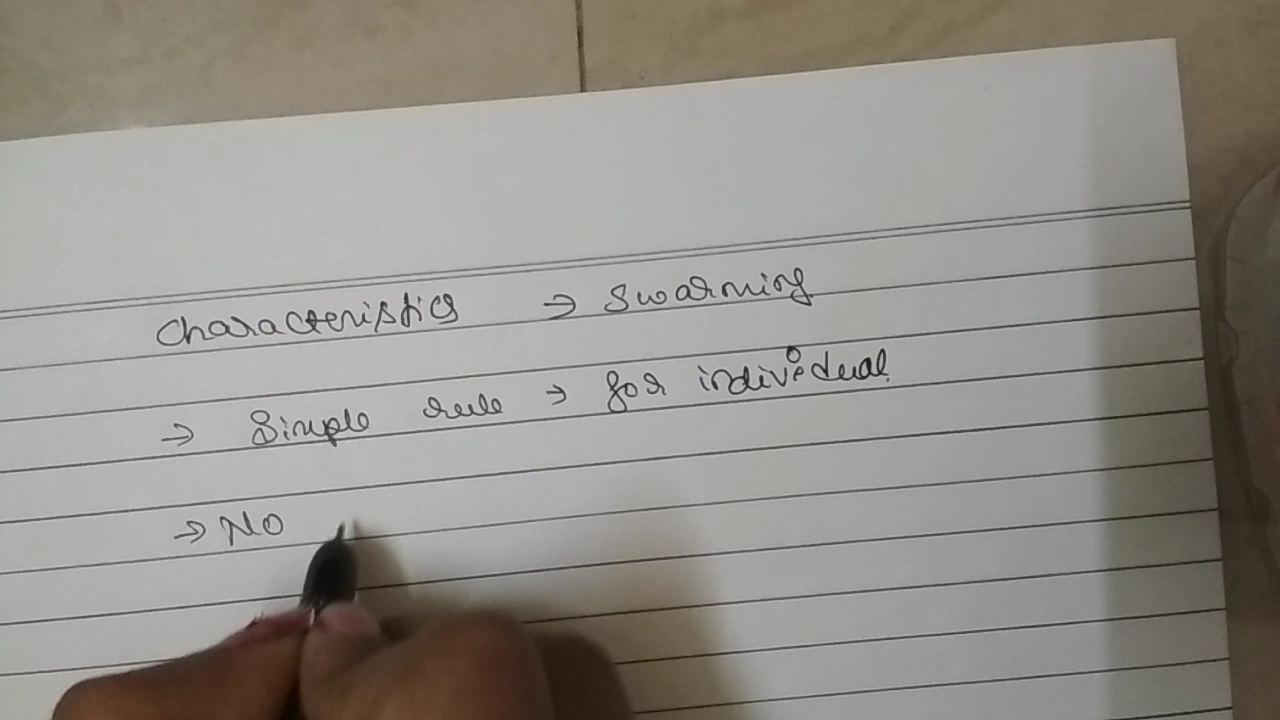 Characteristics → Swarming
→ Simple rule → for individual
→ No